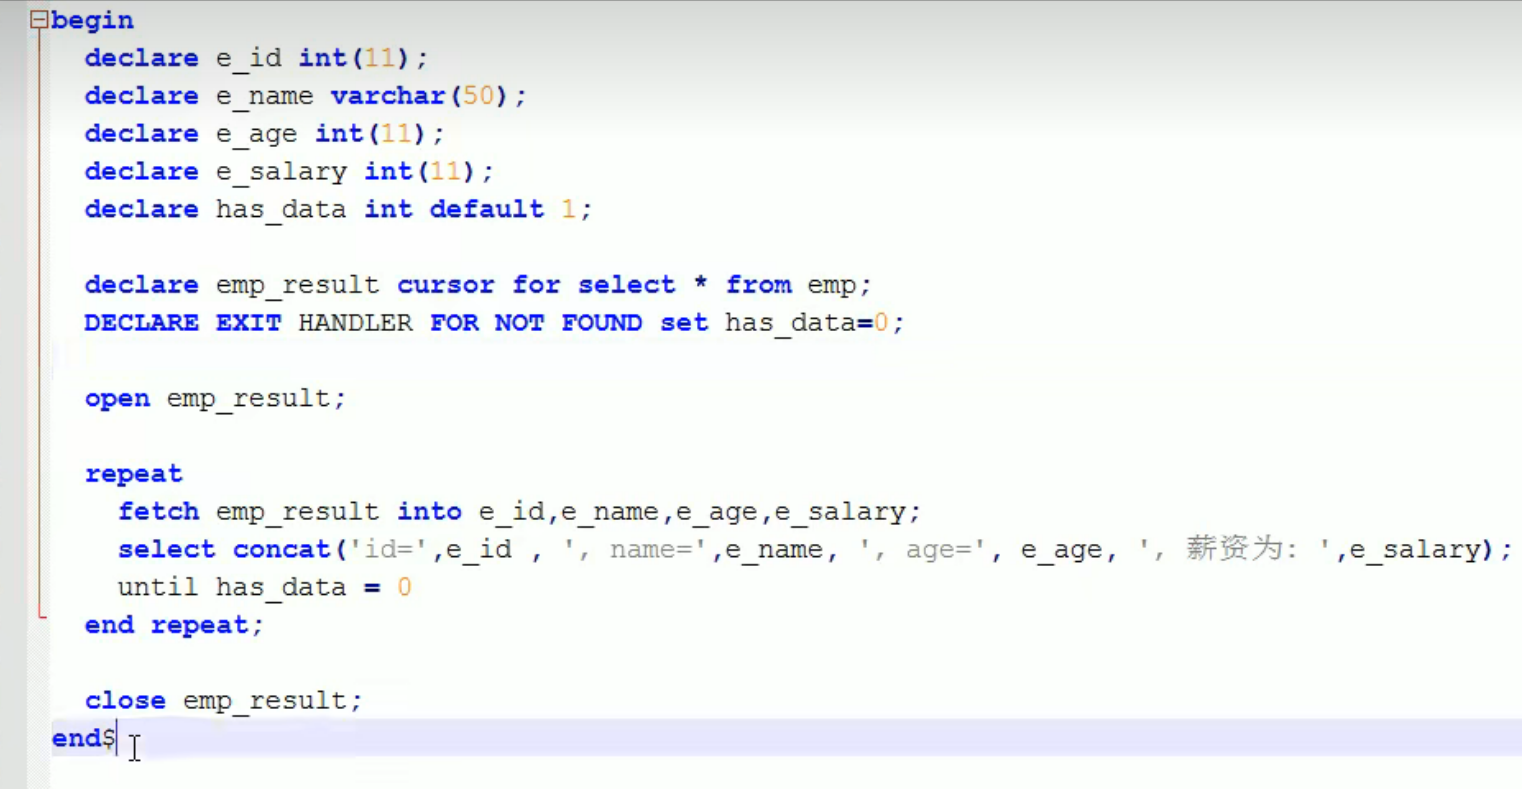 begin
declare e_id int(11);
declare e_name varchar(50);
declare e_age int(11);
declare e_salary int(11);
declare has_data int default 1;
declare emp_result cursor for select * from emp;
DECLARE EXIT HANDLER FOR NOT FOUND set has_data=0;
open emp_result;
repeat
fetch emp_result into e_id,e_name,e_age,e_salary;
select concat('id=',e_id , ', name=',e_name, ', age=', e_age, ', 薪资为: ',e_salary);
until has_data = 0
end repeat;
close emp_result;
end$